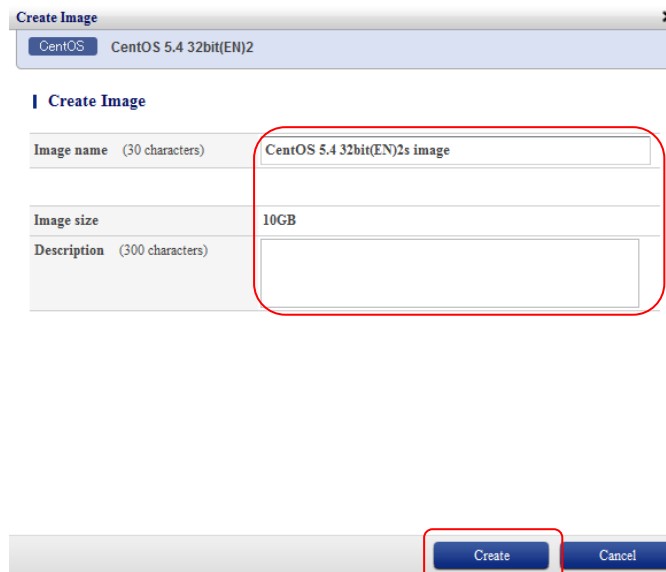 Create Image
CentOS CentOS 5.4 32bit(EN)2
Create Image
Image name (30 characters) CentOS 5.4 32bit(EN)2s image
Image size 10GB
Description (300 characters)
Create Cancel